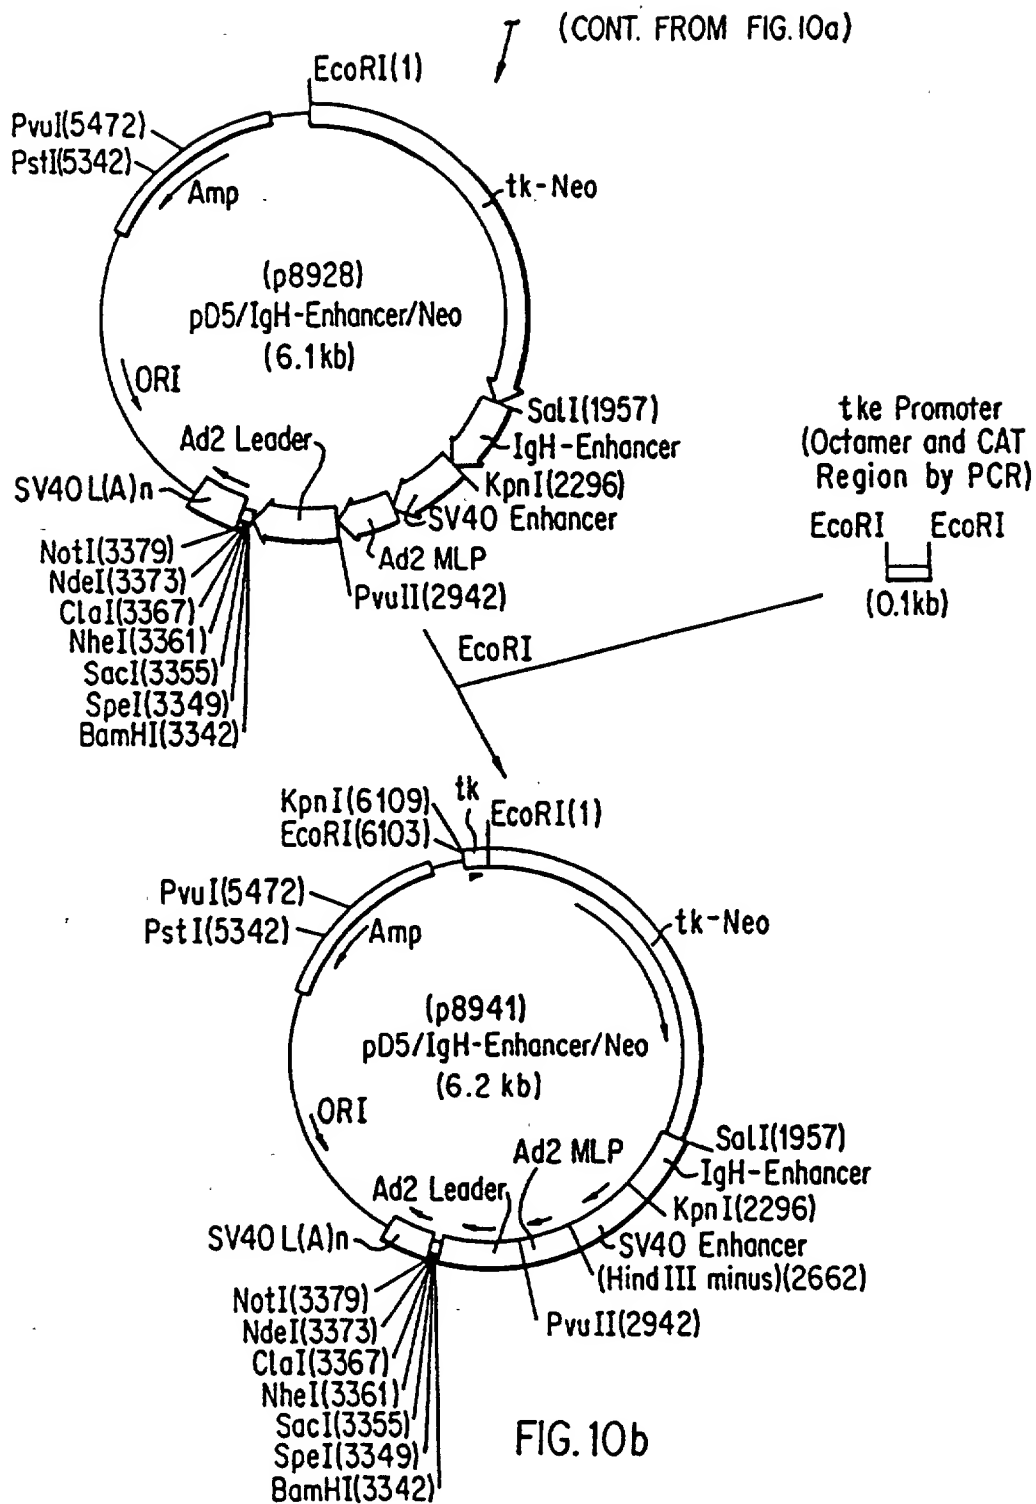 (CONT. FROM FIG.10a)
EcoRI(1)
PvuI(5472)
PstI(5342)
Amp
tk-Neo
(p8928)
pD5/IgH-Enhancer/Neo
(6.1kb)
ORI
SalI(1957)
IgH-Enhancer
KpnI(2296)
SV40 Enhancer
Ad2 Leader
SV40 L(A)n
Ad2 MLP
PvuII(2942)
NotI(3379)
NdeI(3373)
ClaI(3367)
NheI(3361)
SacI(3355)
SpeI(3349)
BamHI(3342)
tke Promoter
(Octamer and CAT
Region by PCR)
EcoRI EcoRI
(0.1kb)
EcoRI
KpnI(6109)
tk
EcoRI(6103)
EcoRI(1)
PvuI(5472)
PstI(5342)
Amp
tk-Neo
(p8941)
pD5/IgH-Enhancer/Neo
(6.2 kb)
ORI
SalI(1957)
IgH-Enhancer
KpnI(2296)
SV40 Enhancer
(Hind III minus)(2662)
PvuII(2942)
Ad2 MLP
Ad2 Leader
SV40 L(A)n
NotI(3379)
NdeI(3373)
ClaI(3367)
NheI(3361)
SacI(3355)
SpeI(3349)
BamHI(3342)
FIG. 10b